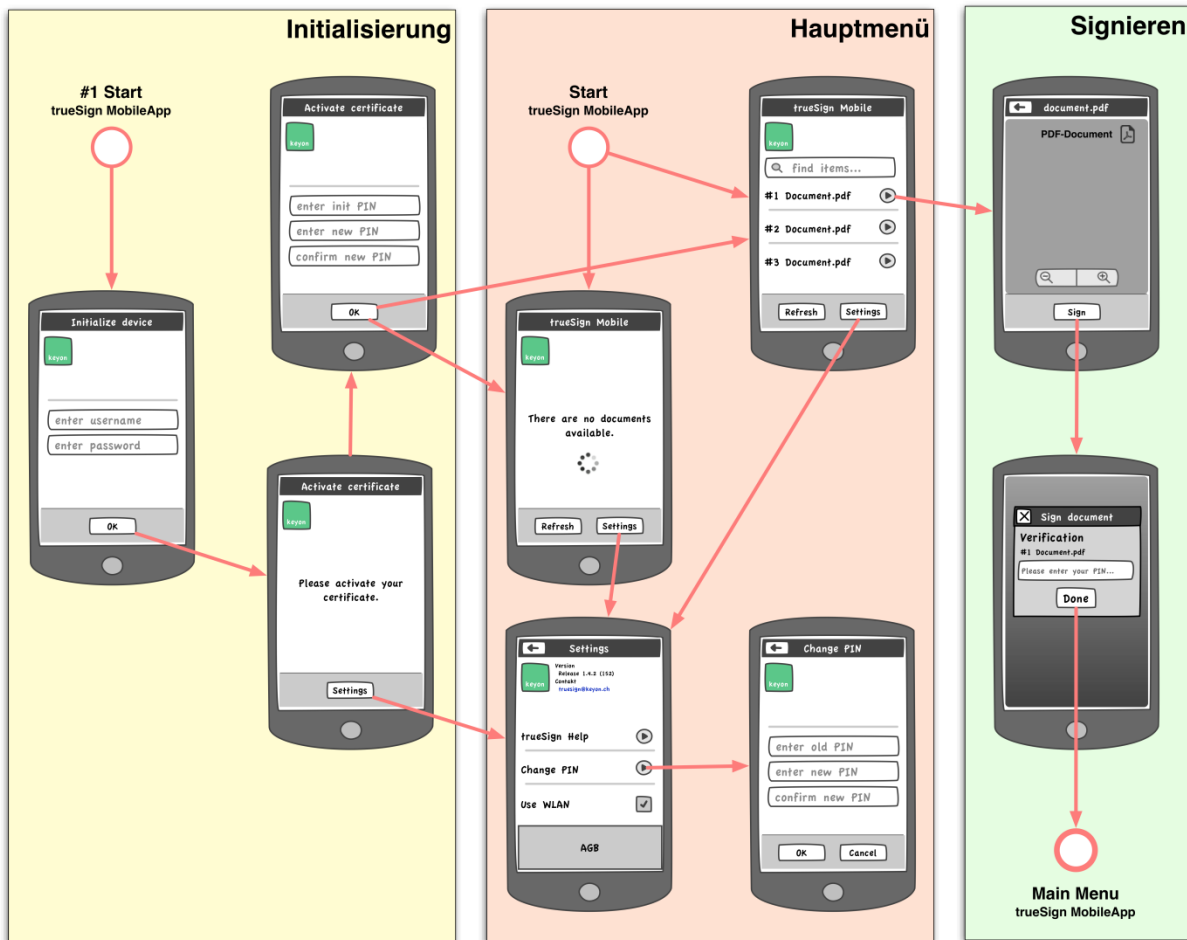 Initialisierung
#1 Start
trueSign MobileApp
Initialize device
keyon
enter username
enter password
OK
Activate certificate
keyon
Please activate your
certificate.
Settings
Activate certificate
keyon
enter init PIN
enter new PIN
confirm new PIN
OK
Hauptmenü
Start
trueSign MobileApp
trueSign Mobile
keyon
There are no documents
available.
Refresh
Settings
trueSign Mobile
keyon
find items...
#1 Document.pdf
#2 Document.pdf
#3 Document.pdf
Refresh
Settings
Settings
keyon
Version
Release 1.4.2 (152)
Contakt
truesign@keyon.ch
trueSign Help
Change PIN
Use WLAN
AGB
Change PIN
keyon
enter old PIN
enter new PIN
confirm new PIN
OK
Cancel
Signieren
document.pdf
PDF-Document
Sign
Sign document
Verification
#1 Document.pdf
Please enter your PIN...
Done
Main Menu
trueSign MobileApp